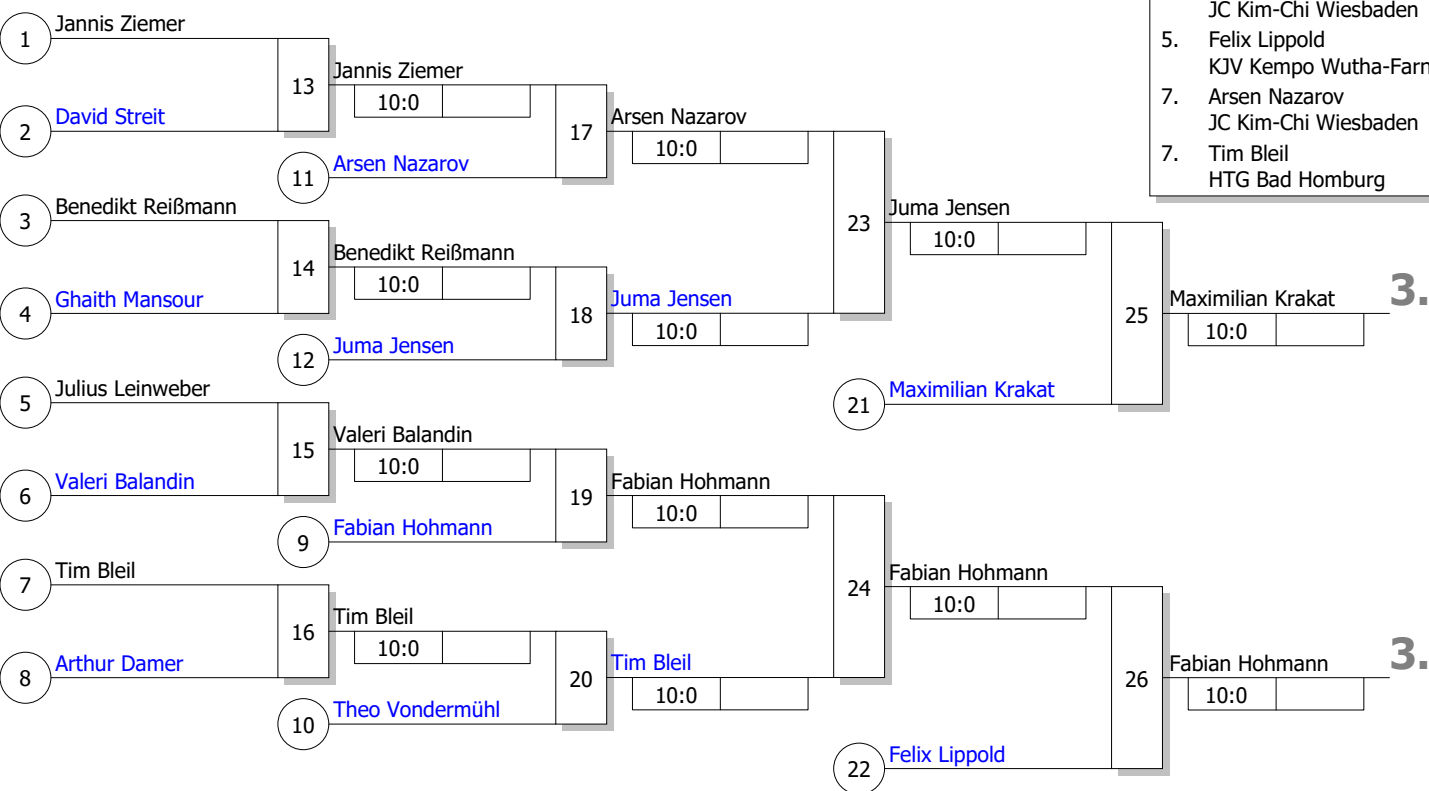 JC Kim-Chi Wiesbaden
5. Felix Lippold
KJV Kempo Wutha-Farn
7. Arsen Nazarov
JC Kim-Chi Wiesbaden
7. Tim Bleil
HTG Bad Homburg
1 Jannis Ziemer
13
Jannis Ziemer
10:0
2 David Streit
17
Arsen Nazarov
10:0
11 Arsen Nazarov
3 Benedikt Reißmann
23
Juma Jensen
10:0
14
Benedikt Reißmann
10:0
4 Ghaith Mansour
18
Juma Jensen
10:0
25
Maximilian Krakat
10:0
3.
12 Juma Jensen
5 Julius Leinweber
21 Maximilian Krakat
15
Valeri Balandin
10:0
6 Valeri Balandin
19
Fabian Hohmann
10:0
9 Fabian Hohmann
7 Tim Bleil
24
Fabian Hohmann
10:0
16
Tim Bleil
10:0
8 Arthur Damer
20
Tim Bleil
10:0
26
Fabian Hohmann
10:0
3.
10 Theo Vondermühl
22 Felix Lippold